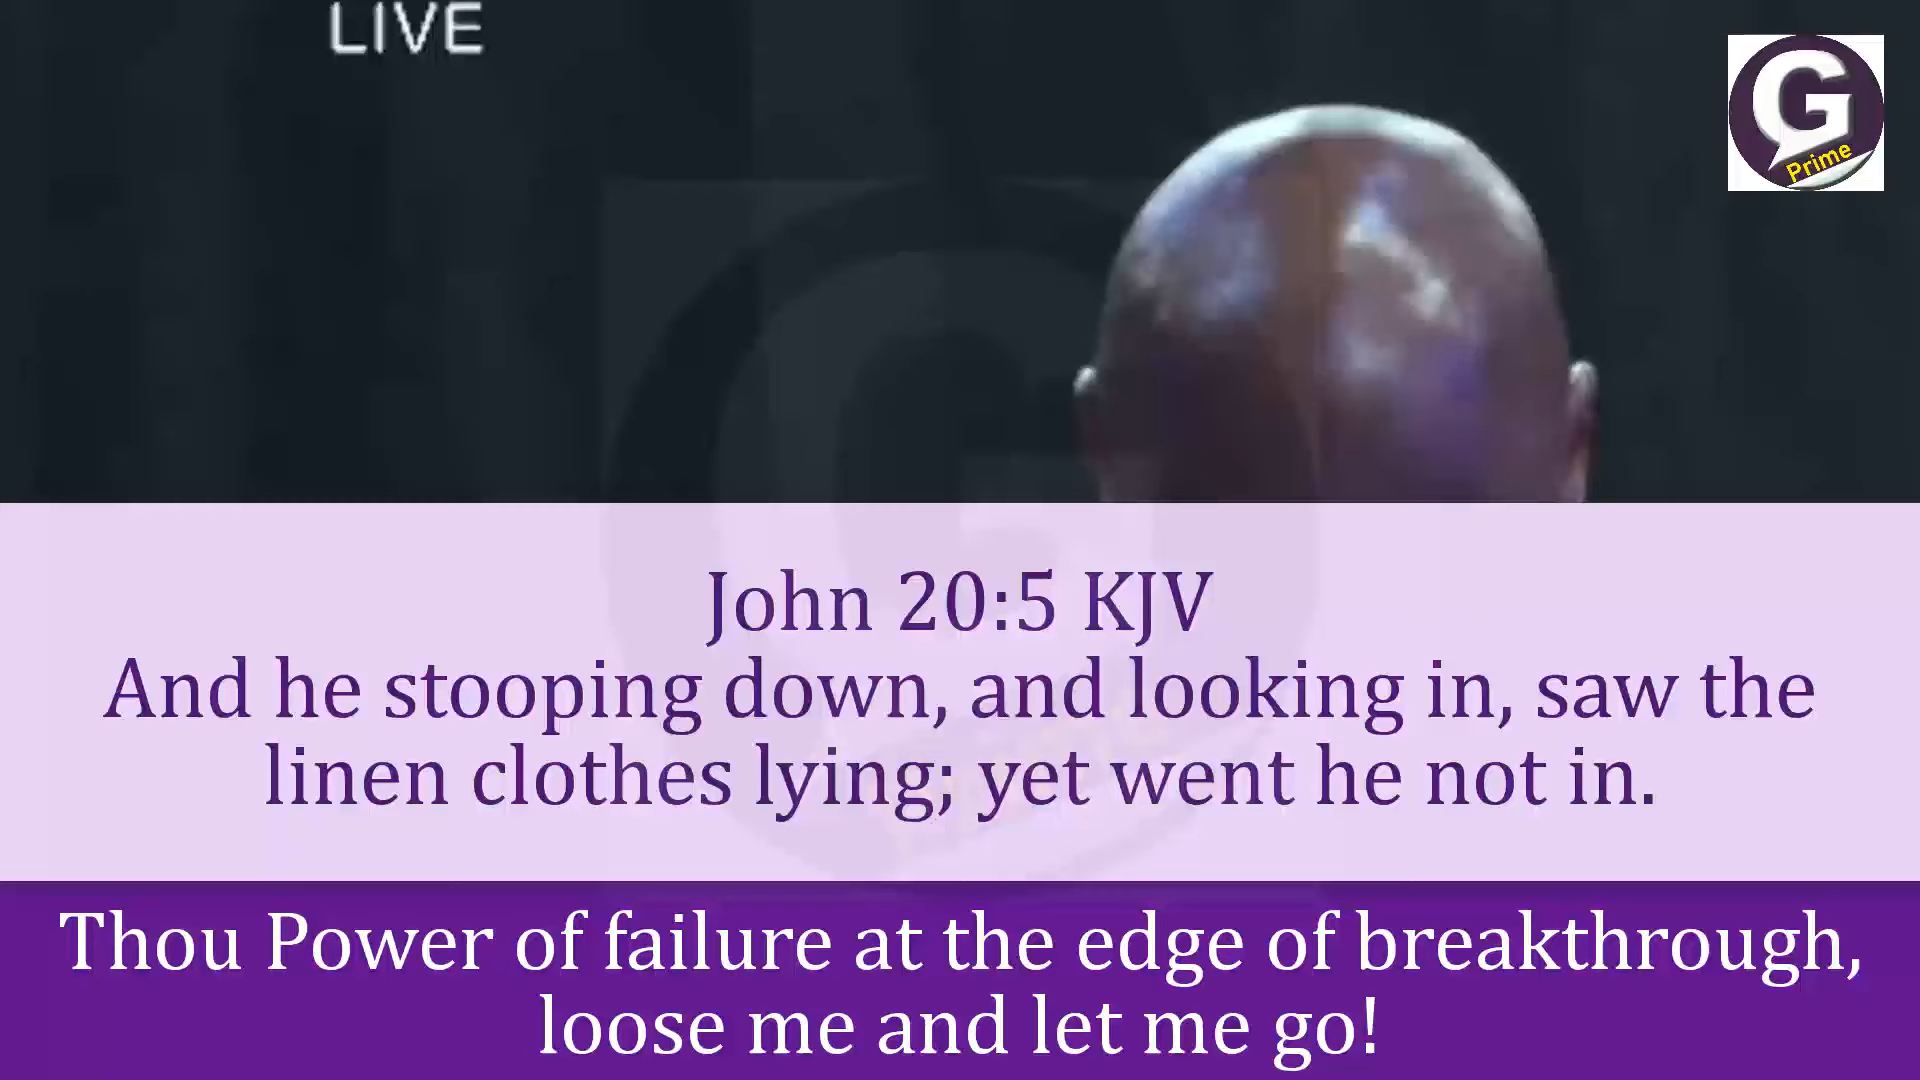 LIVE
G
Prime
John 20:5 KJV
And he stooping down, and looking in, saw the
linen clothes lying; yet went he not in.
Thou Power of failure at the edge of breakthrough,
loose me and let me go!